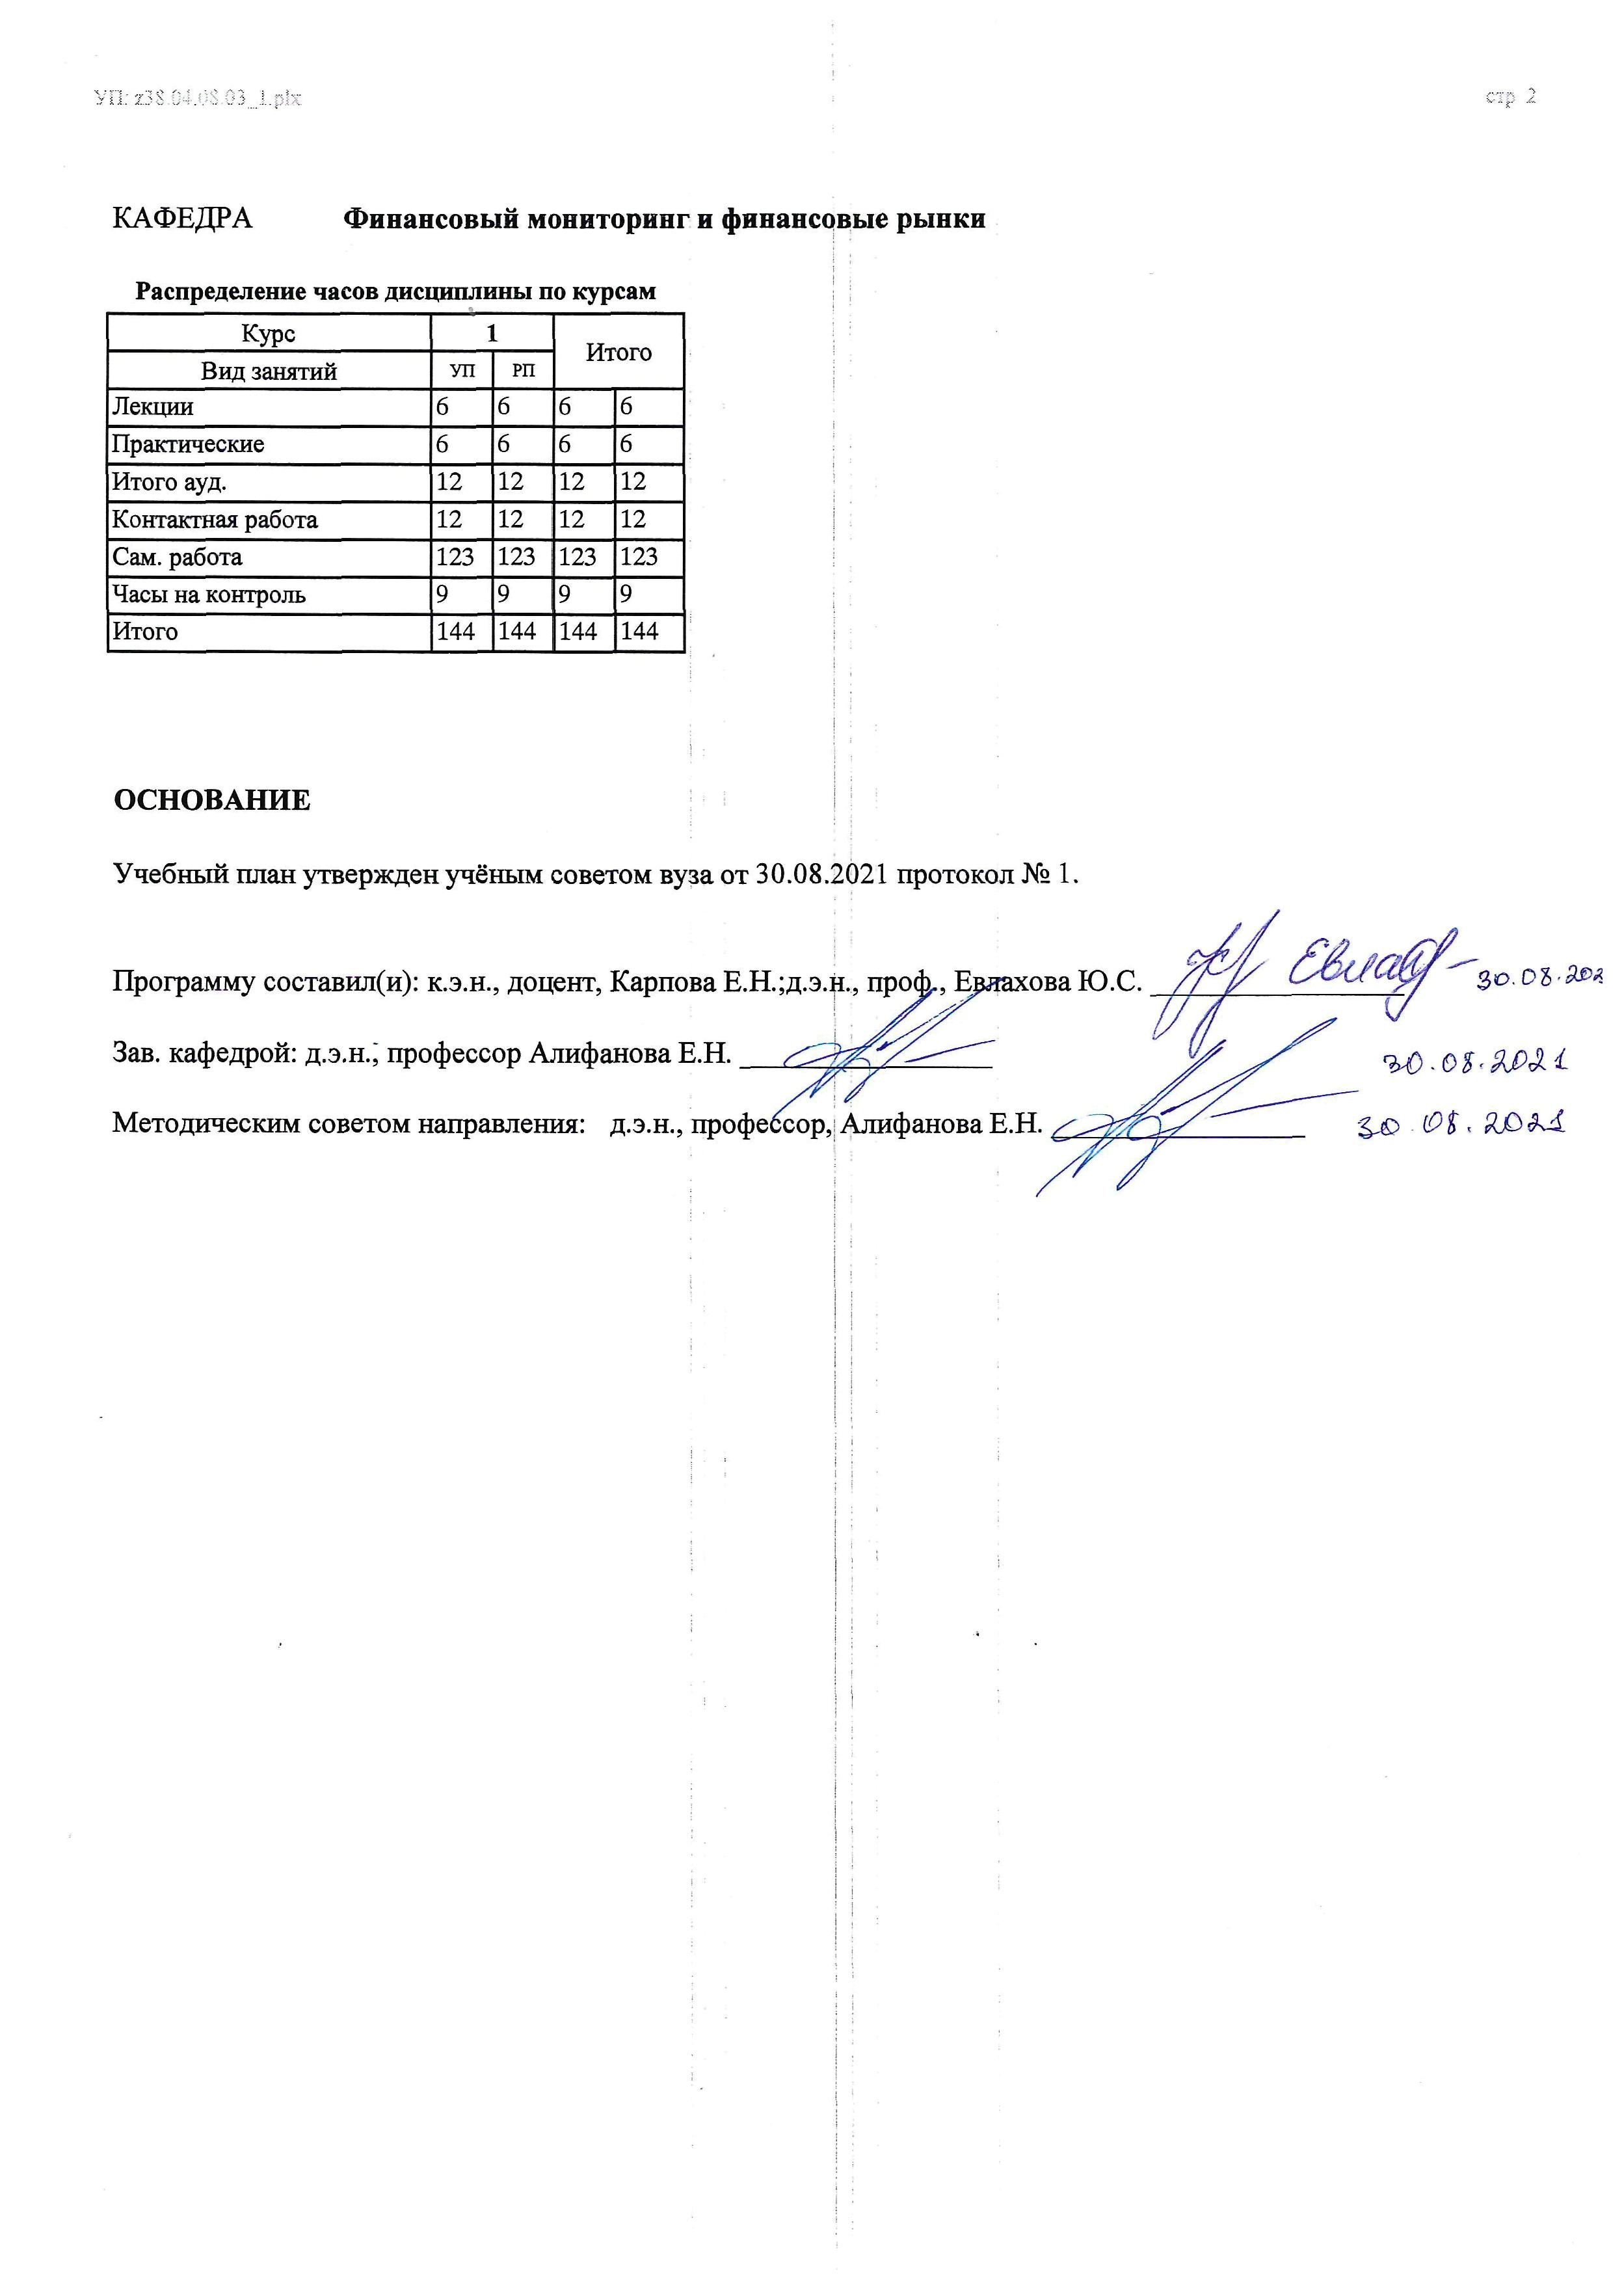 УП: z38.04.08.03_1.plx стр. 2
КАФЕДРА Финансовый мониторинг и финансовые рынки
Распределение часов дисциплины по курсам
Курс 1 Итого
Вид занятий УП РП
Лекции 6 6 6 6
Практические 6 6 6 6
Итого ауд. 12 12 12 12
Контактная работа 12 12 12 12
Сам. работа 123 123 123 123
Часы на контроль 9 9 9 9
Итого 144 144 144 144
ОСНОВАНИЕ
Учебный план утвержден учёным советом вуза от 30.08.2021 протокол № 1.
Программу составил(и): к.э.н., доцент, Карпова Е.Н.;д.э.н., проф., Евлахова Ю.С. 30.08.202
Зав. кафедрой: д.э.н., профессор Алифанова Е.Н. 30.08.2021
Методическим советом направления: д.э.н., профессор, Алифанова Е.Н. 30.08.2021